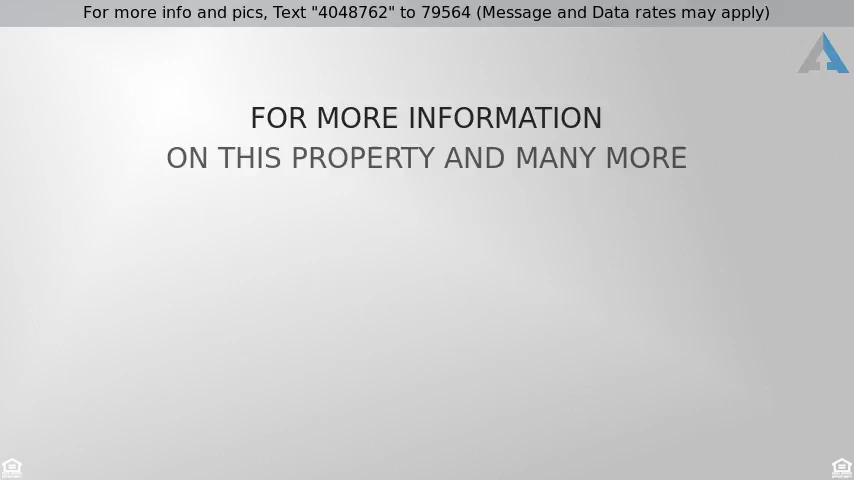 For more info and pics, Text "4048762" to 79564 (Message and Data rates may apply)
FOR MORE INFORMATION
ON THIS PROPERTY AND MANY MORE